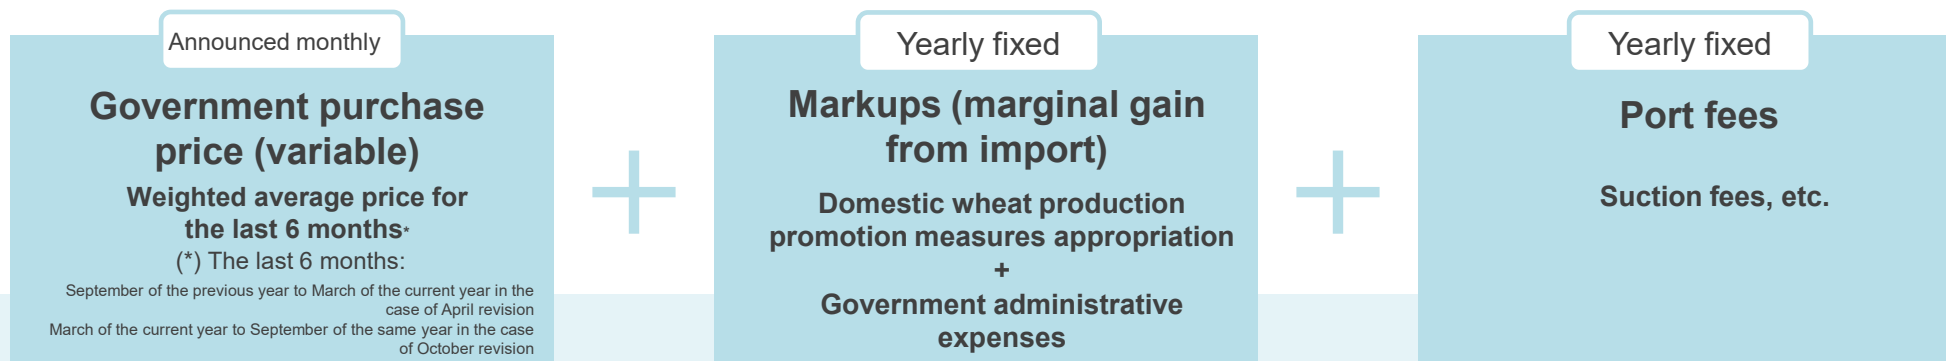 Announced monthly
Government purchase
price (variable)
Weighted average price for
the last 6 months*
(*) The last 6 months:
September of the previous year to March of the current year in the
case of April revision
March of the current year to September of the same year in the case
of October revision
+
Yearly fixed
Markups (marginal gain
from import)
Domestic wheat production
promotion measures appropriation
+
Government administrative
expenses
+
Yearly fixed
Port fees
Suction fees, etc.